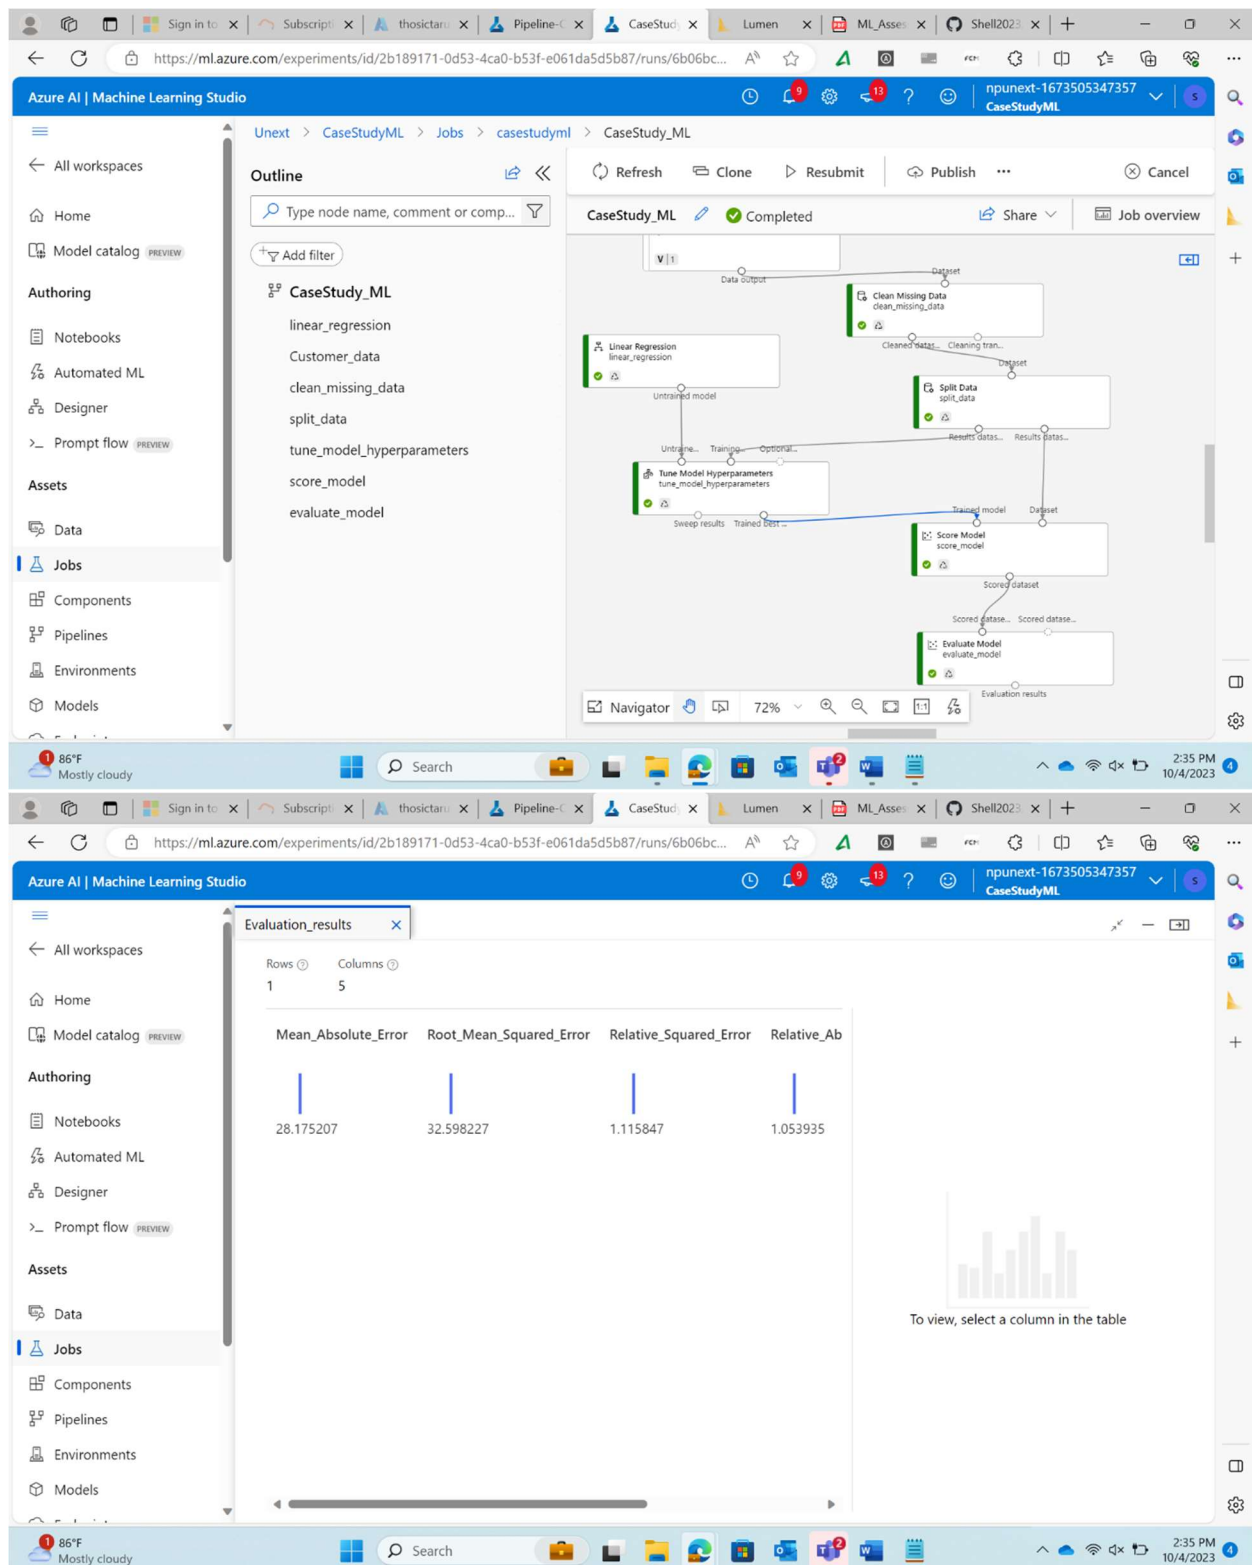 Sign in to
Subscripti
thosictaru
Pipeline-C
CaseStudy
Lumen
ML_Asses
Shell2023
https://ml.azure.com/experiments/id/2b189171-0d53-4ca0-b53f-e061da5d5b87/runs/6b06bc...
Azure AI | Machine Learning Studio
9
13
npunext-1673505347357
CaseStudyML
S
All workspaces
Home
Model catalog PREVIEW
Authoring
Notebooks
Automated ML
Designer
Prompt flow PREVIEW
Assets
Data
Jobs
Components
Pipelines
Environments
Models
Unext > CaseStudyML > Jobs > casestudyml > CaseStudy_ML
Outline
Type node name, comment or comp...
Add filter
CaseStudy_ML
linear_regression
Customer_data
clean_missing_data
split_data
tune_model_hyperparameters
score_model
evaluate_model
Refresh
Clone
Resubmit
Publish
...
Cancel
CaseStudy_ML
Completed
Share
Job overview
V | 1
Data output
Dataset
Clean Missing Data
clean_missing_data
Cleaned datas... Cleaning tran...
Linear Regression
linear_regression
Untrained model
Dataset
Split Data
split_data
Results datas... Results datas...
Untraine... Training... Optional...
Tune Model Hyperparameters
tune_model_hyperparameters
Sweep results Trained best ...
Trained model Dataset
Score Model
score_model
Scored dataset
Scored datase... Scored datase...
Evaluate Model
evaluate_model
Evaluation results
Navigator
72%
1:1
1
86°F
Mostly cloudy
Search
2
2:35 PM
10/4/2023
4
Sign in to
Subscripti
thosictaru
Pipeline-C
CaseStudy
Lumen
ML_Asses
Shell2023
https://ml.azure.com/experiments/id/2b189171-0d53-4ca0-b53f-e061da5d5b87/runs/6b06bc...
Azure AI | Machine Learning Studio
9
13
npunext-1673505347357
CaseStudyML
S
All workspaces
Home
Model catalog PREVIEW
Authoring
Notebooks
Automated ML
Designer
Prompt flow PREVIEW
Assets
Data
Jobs
Components
Pipelines
Environments
Models
Evaluation_results
Rows Columns
1 5
Mean_Absolute_Error Root_Mean_Squared_Error Relative_Squared_Error Relative_Ab
28.175207 32.598227 1.115847 1.053935
To view, select a column in the table
1
86°F
Mostly cloudy
Search
2
2:35 PM
10/4/2023
4